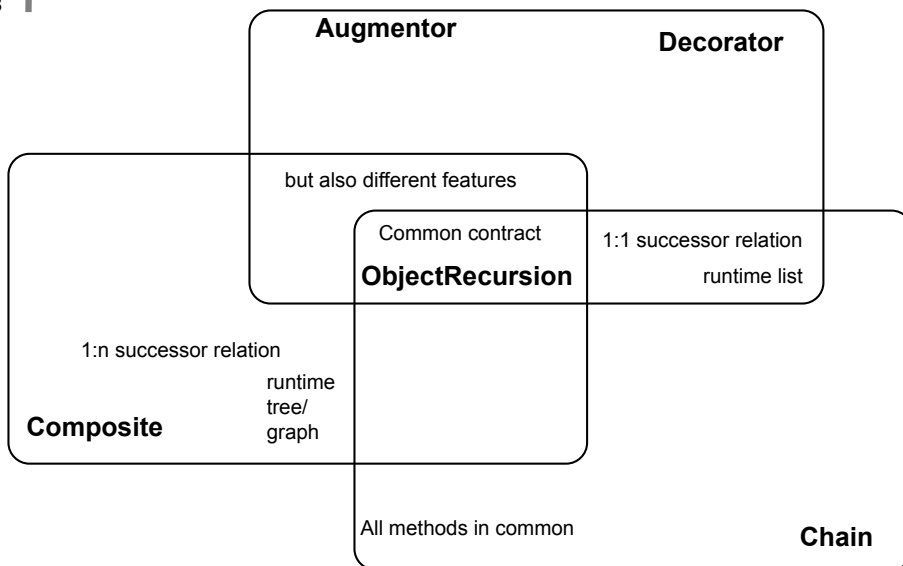 Augmentor
Decorator
but also different features
Common contract
1:1 successor relation
ObjectRecursion
runtime list
1:n successor relation
runtime
tree/
graph
Composite
All methods in common
Chain